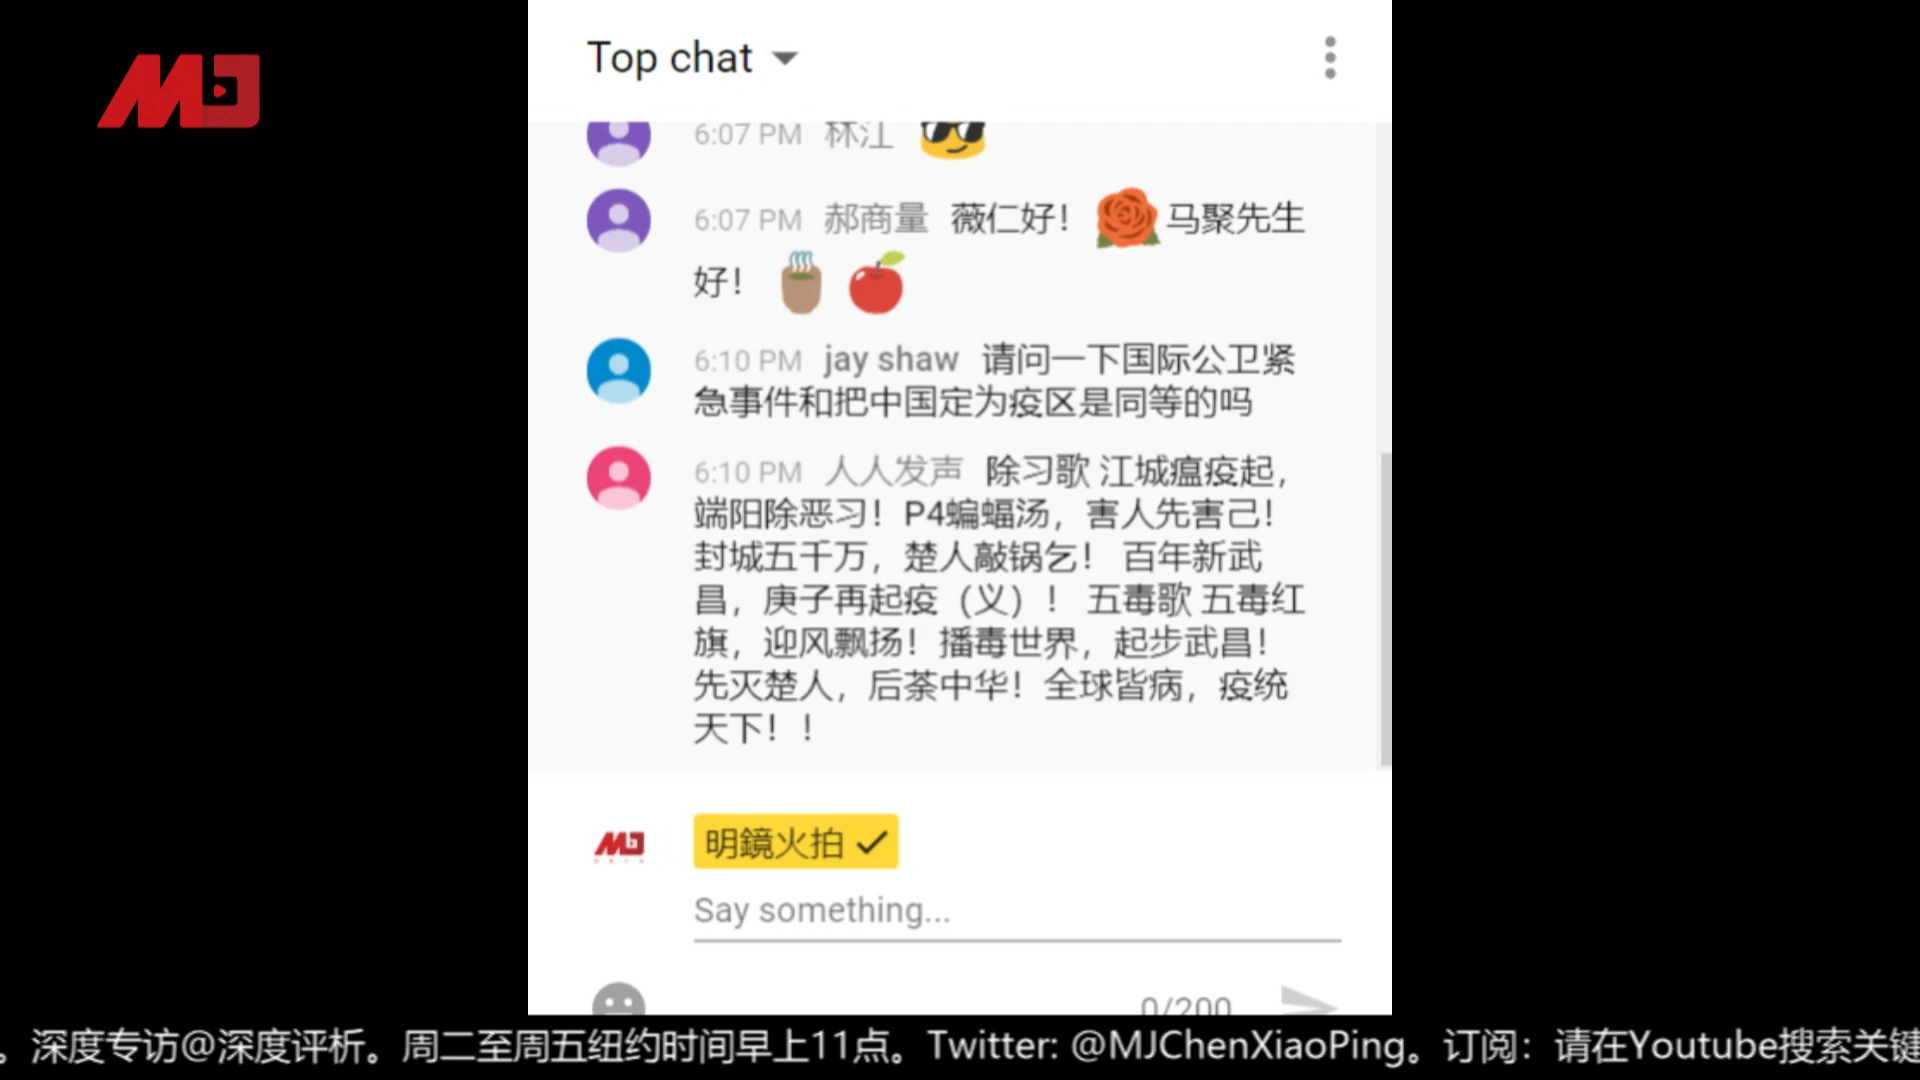 MJ
Top chat
6:07 PM 林江
6:07 PM 郝商量 薇仁好！ 马聚先生
好！
6:10 PM jay shaw 请问一下国际公卫紧
急事件和把中国定为疫区是同等的吗
6:10 PM 人人发声 除习歌 江城瘟疫起，
端阳除恶习！P4蝙蝠汤，害人先害己！
封城五千万，楚人敲锅乞！ 百年新武
昌，庚子再起疫（义）！ 五毒歌 五毒红
旗，迎风飘扬！播毒世界，起步武昌！
先灭楚人，后荼中华！全球皆病，疫统
天下！！
MJ
明鏡火拍
Say something...
0/200
。深度专访@深度评析。周二至周五纽约时间早上11点。Twitter: @MJChenXiaoPing。订阅：请在Youtube搜索关键